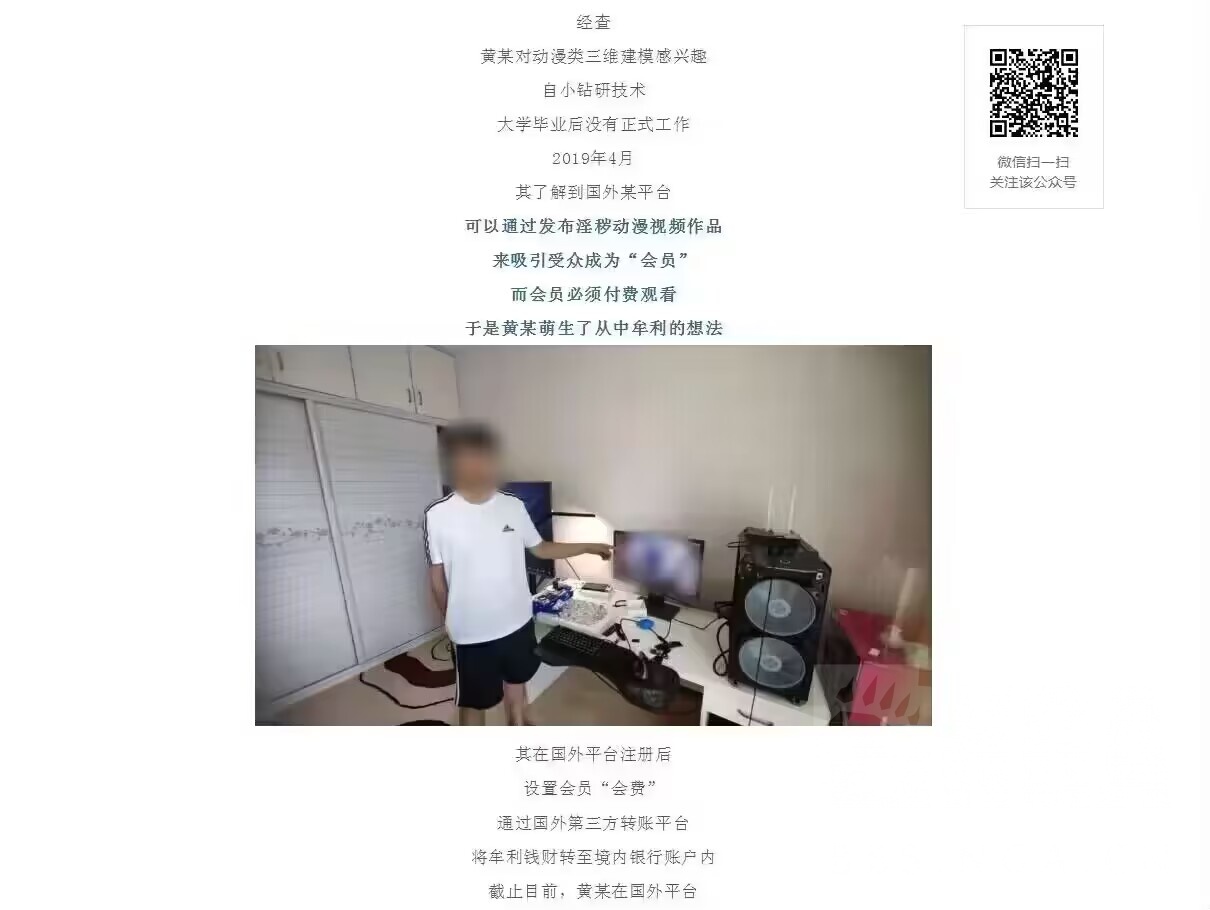 经查
黄某对动漫类三维建模感兴趣
自小钻研技术
大学毕业后没有正式工作
2019年4月
其了解到国外某平台
可以通过发布淫秽动漫视频作品
来吸引受众成为“会员”
而会员必须付费观看
于是黄某萌生了从中牟利的想法
其在国外平台注册后
设置会员“会费”
通过国外第三方转账平台
将牟利钱财转至境内银行账户内
截止目前，黄某在国外平台
微信扫一扫
关注该公众号